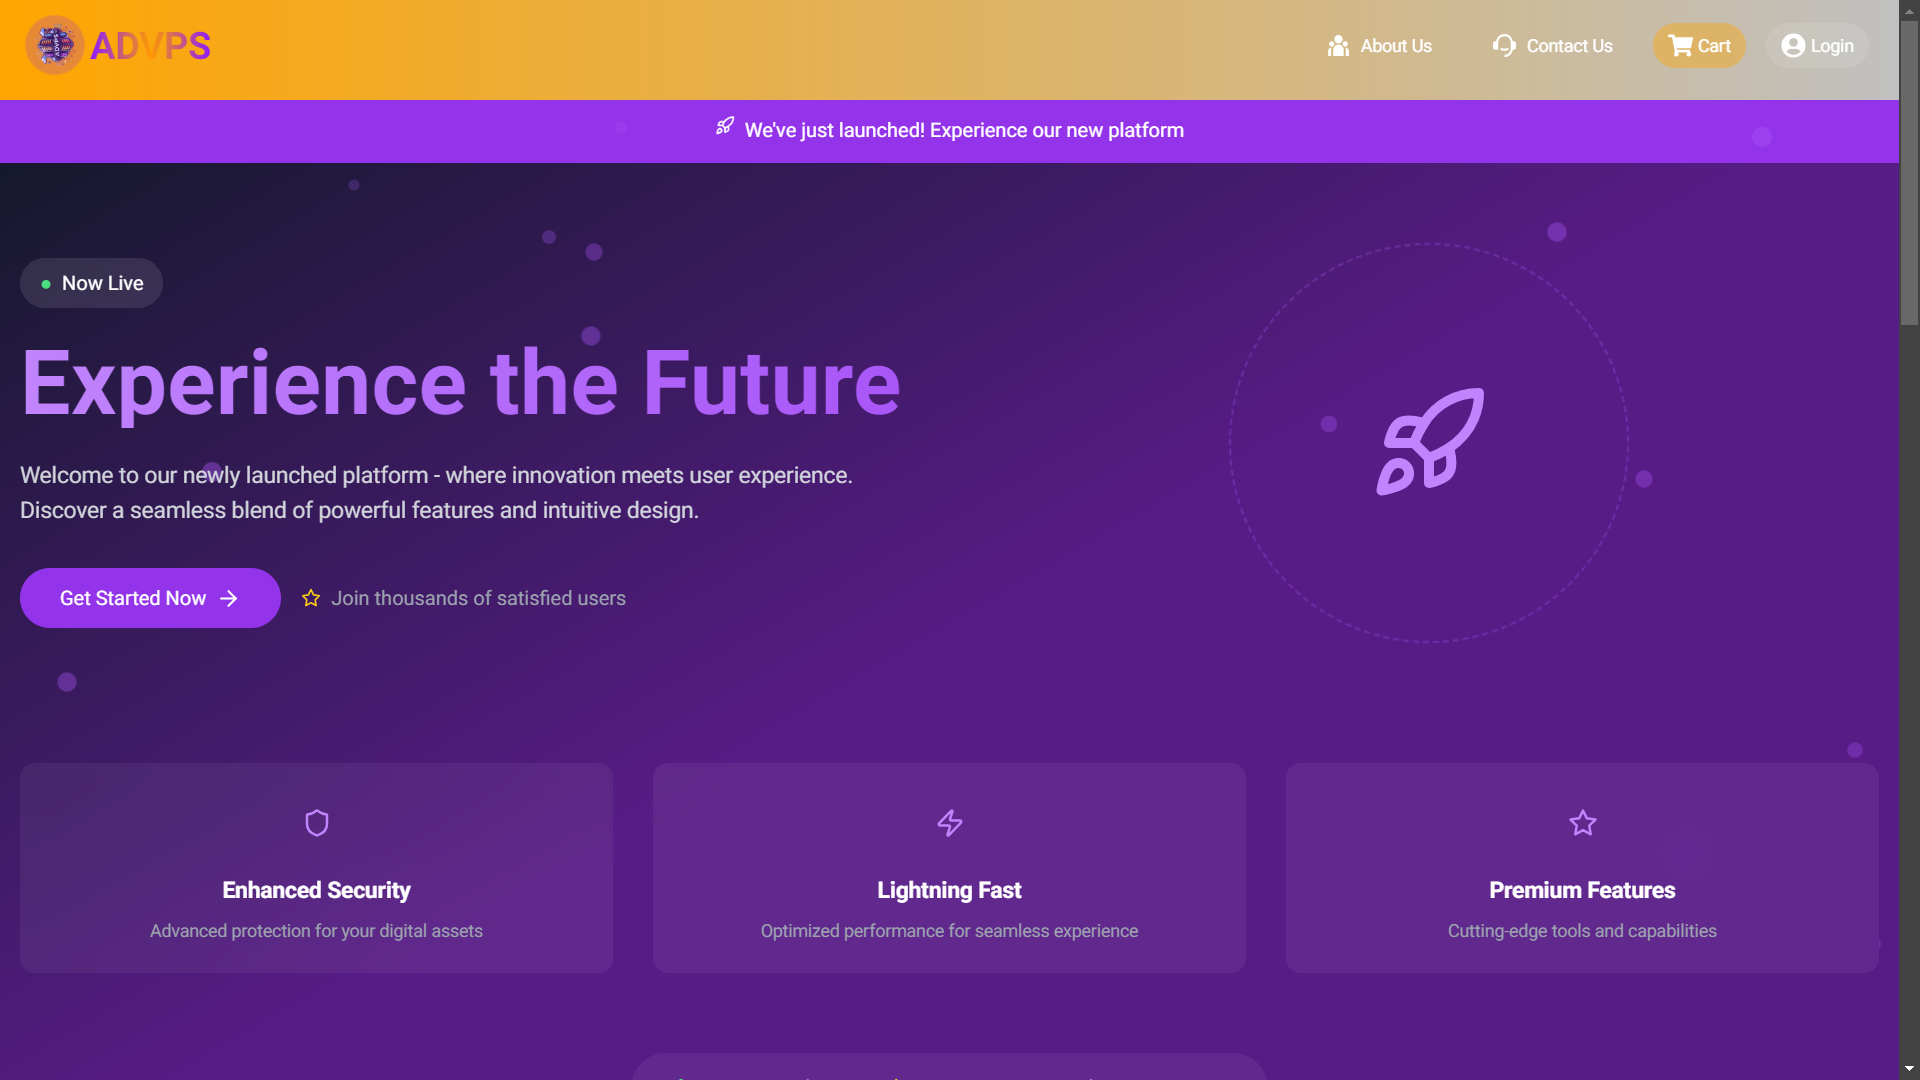 ADVPS
About Us
Contact Us
Cart
Login
We've just launched! Experience our new platform
Now Live
Experience the Future
Welcome to our newly launched platform - where innovation meets user experience.
Discover a seamless blend of powerful features and intuitive design.
Get Started Now
Join thousands of satisfied users
Enhanced Security
Advanced protection for your digital assets
Lightning Fast
Optimized performance for seamless experience
Premium Features
Cutting-edge tools and capabilities